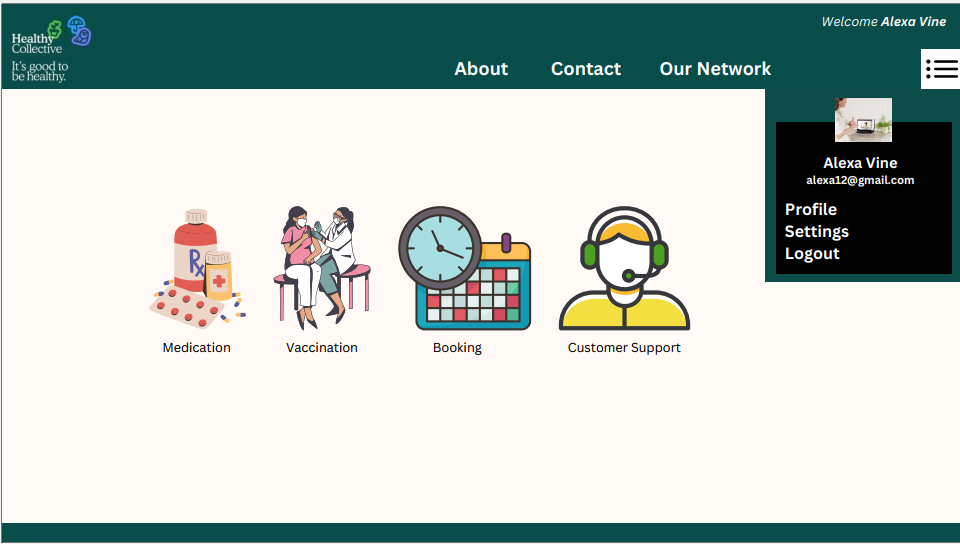 Welcome Alexa Vine
Healthy
Collective
It's good to
be healthy.
About Contact Our Network
Alexa Vine
alexa12@gmail.com
Profile
Settings
Logout
Rx
Medication Vaccination Booking Customer Support